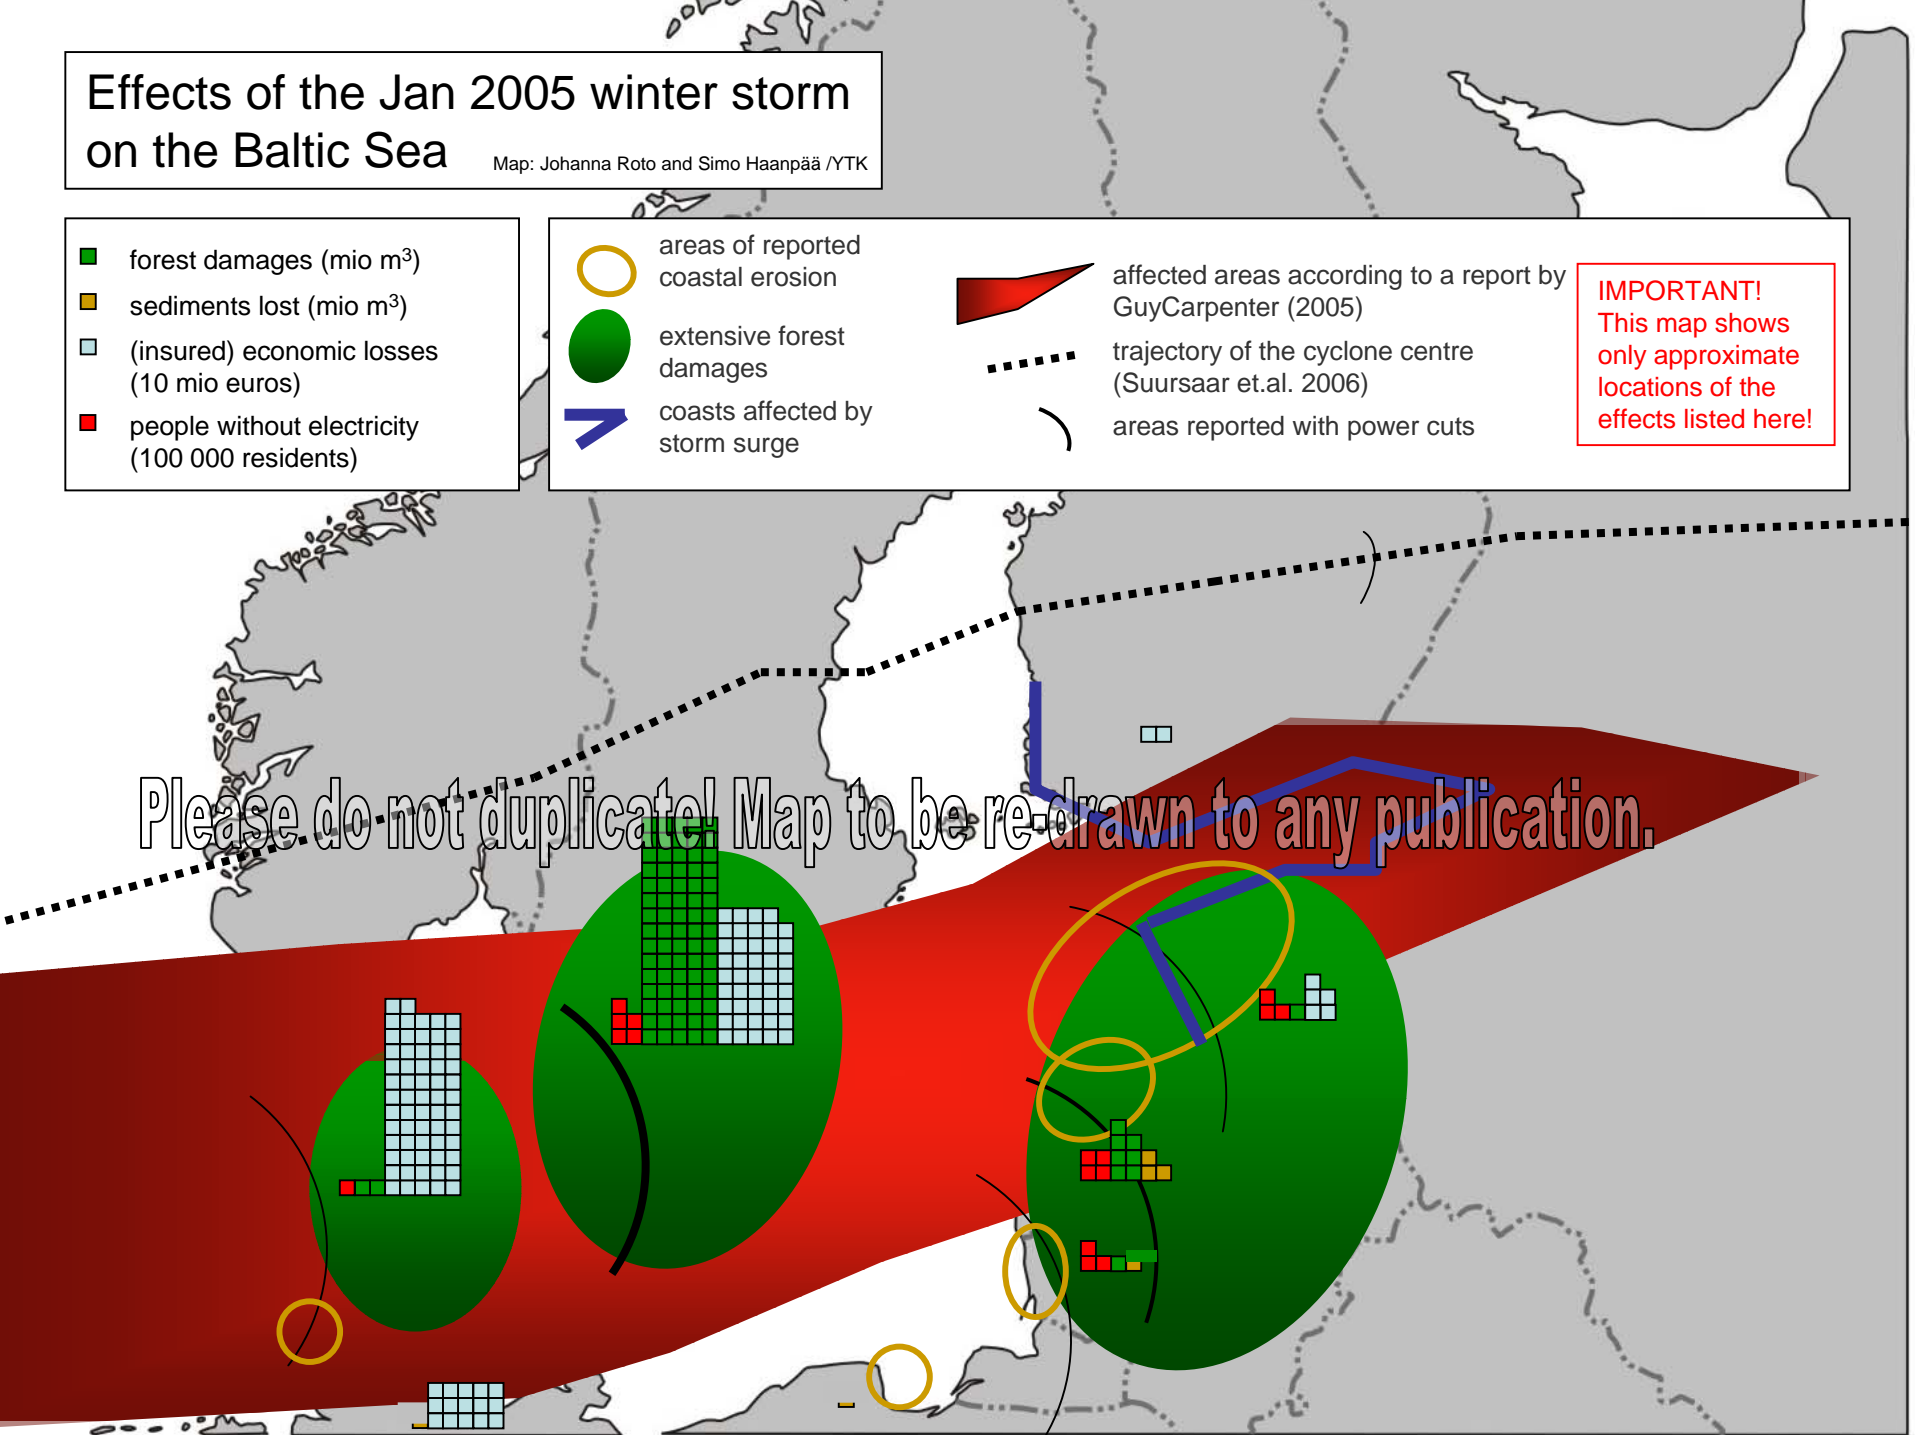 Effects of the Jan 2005 winter storm
on the Baltic Sea
Map: Johanna Roto and Simo Haanpää /YTK
forest damages (mio m³)
sediments lost (mio m³)
(insured) economic losses
(10 mio euros)
people without electricity
(100 000 residents)
areas of reported
coastal erosion
extensive forest
damages
coasts affected by
storm surge
affected areas according to a report by
GuyCarpenter (2005)
trajectory of the cyclone centre
(Suursaar et.al. 2006)
areas reported with power cuts
IMPORTANT!
This map shows
only approximate
locations of the
effects listed here!
Please do not duplicate! Map to be re-drawn to any publication.